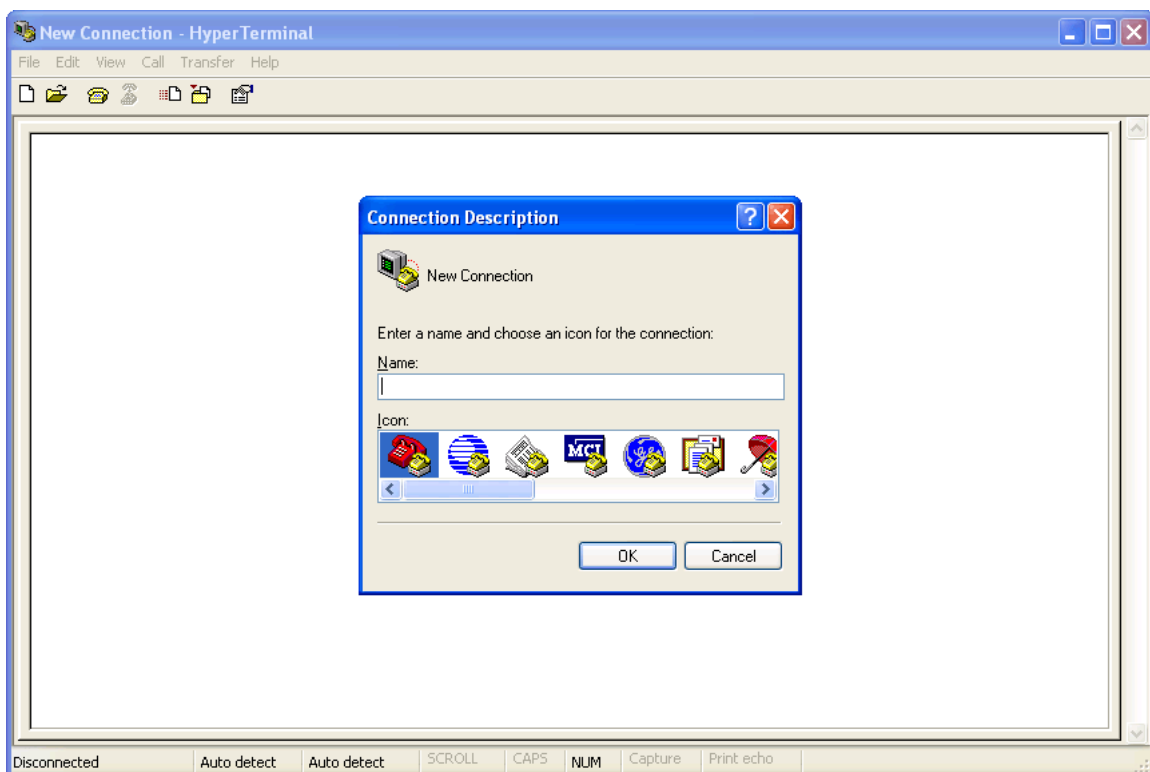 New Connection - HyperTerminal
File Edit View Call Transfer Help
Connection Description
New Connection
Enter a name and choose an icon for the connection:
Name:
Icon:
MCI
OK Cancel
Disconnected Auto detect Auto detect SCROLL CAPS NUM Capture Print echo